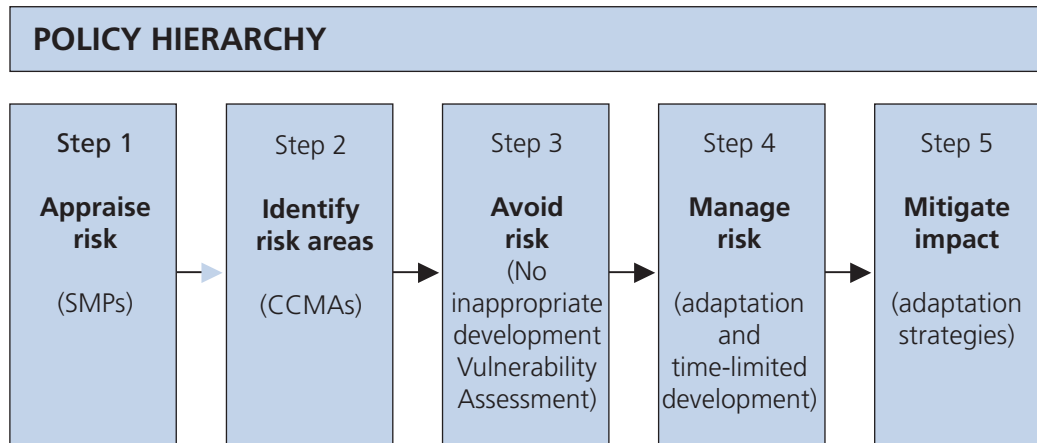 POLICY HIERARCHY
Step 1
Appraise
risk
(SMPs)
Step 2
Identify
risk areas
(CCMAs)
Step 3
Avoid
risk
(No
inappropriate
development
Vulnerability
Assessment)
Step 4
Manage
risk
(adaptation
and
time-limited
development)
Step 5
Mitigate
impact
(adaptation
strategies)